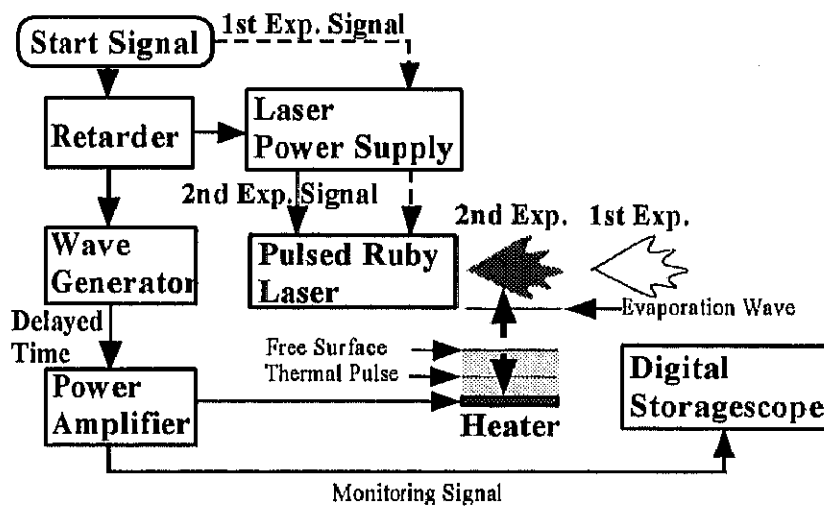 1st Exp. Signal
Start Signal
Retarder
Laser
Power Supply
2nd Exp. Signal
2nd Exp.
1st Exp.
Wave
Generator
Pulsed Ruby
Laser
Evaporation Wave
Delayed
Time
Free Surface
Thermal Pulse
Power
Amplifier
Heater
Digital
Storagescope
Monitoring Signal